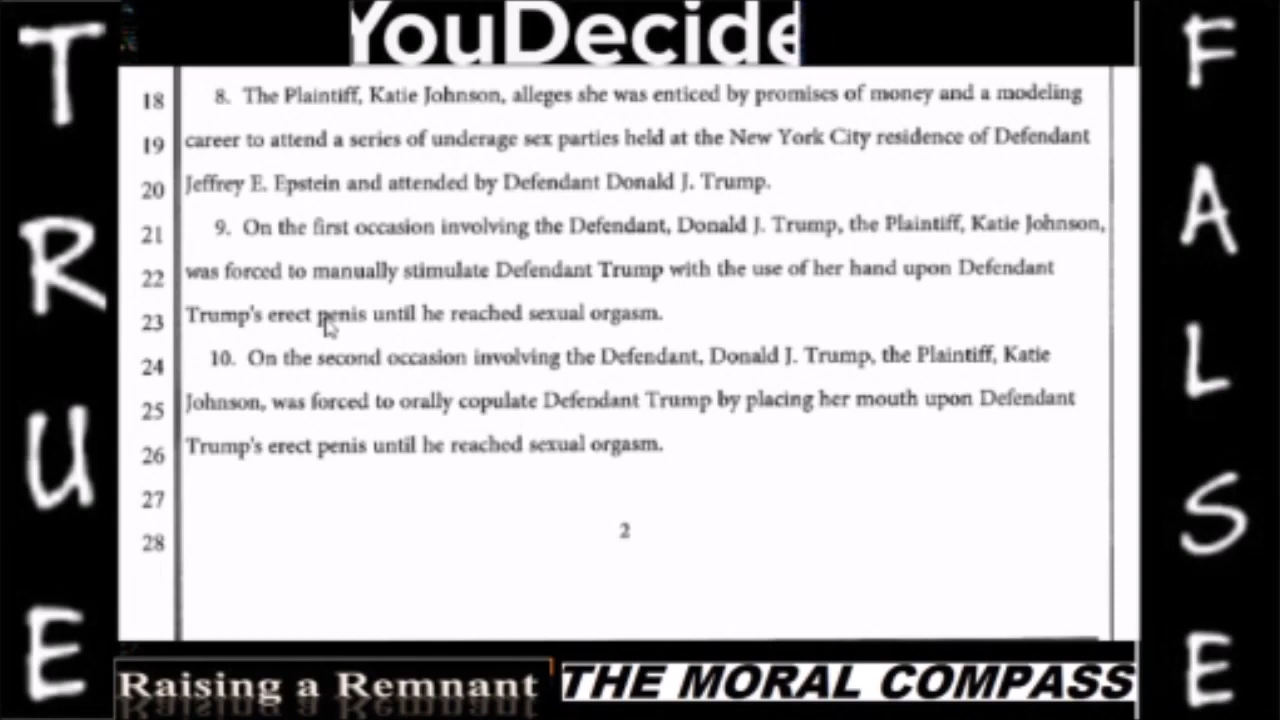 YouDecide
TRUE
18 8. The Plaintiff, Katie Johnson, alleges she was enticed by promises of money and a modeling
19 career to attend a series of underage sex parties held at the New York City residence of Defendant
20 Jeffrey E. Epstein and attended by Defendant Donald J. Trump.
21 9. On the first occasion involving the Defendant, Donald J. Trump, the Plaintiff, Katie Johnson,
22 was forced to manually stimulate Defendant Trump with the use of her hand upon Defendant
23 Trump's erect penis until he reached sexual orgasm.
24 10. On the second occasion involving the Defendant, Donald J. Trump, the Plaintiff, Katie
25 Johnson, was forced to orally copulate Defendant Trump by placing her mouth upon Defendant
26 Trump's erect penis until he reached sexual orgasm.
27
28
2
FALSE
Raising a Remnant
THE MORAL COMPASS